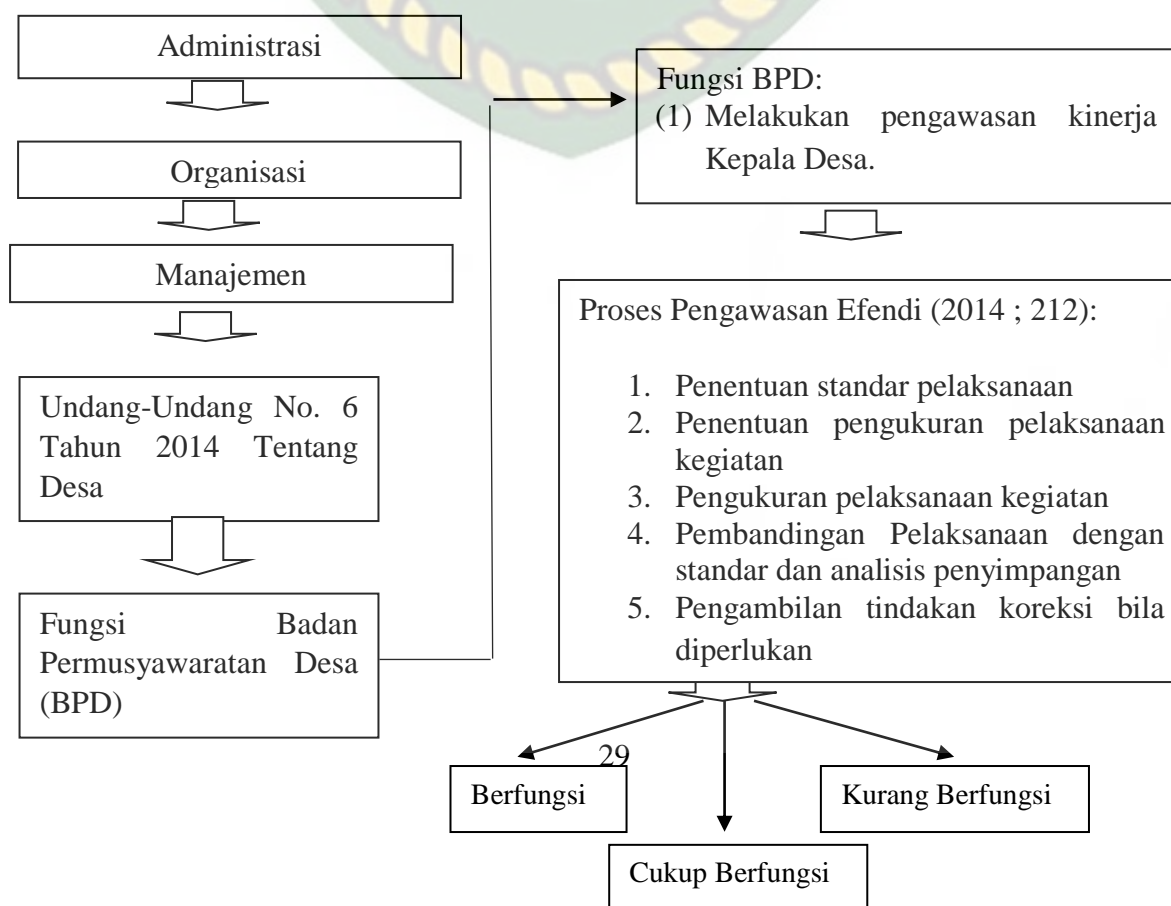 Administrasi
Organisasi
Manajemen
Undang-Undang No. 6
Tahun 2014 Tentang
Desa
Fungsi Badan
Permusyawaratan Desa
(BPD)
Fungsi BPD:
(1) Melakukan pengawasan kinerja
Kepala Desa.
Proses Pengawasan Efendi (2014 ; 212):
1. Penentuan standar pelaksanaan
2. Penentuan pengukuran pelaksanaan
kegiatan
3. Pengukuran pelaksanaan kegiatan
4. Pembandingan Pelaksanaan dengan
standar dan analisis penyimpangan
5. Pengambilan tindakan koreksi bila
diperlukan
29
Berfungsi
Kurang Berfungsi
Cukup Berfungsi